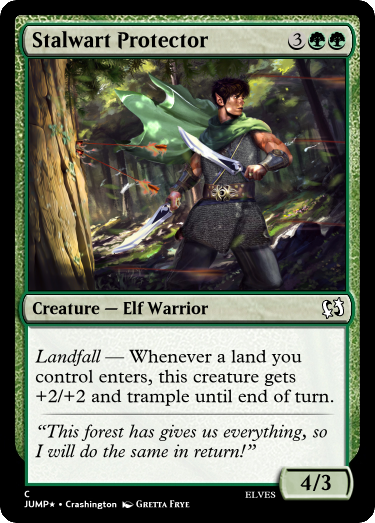 Stalwart Protector 3
Creature — Elf Warrior
Landfall — Whenever a land you
control enters, this creature gets
+2/+2 and trample until end of turn.
“This forest has gives us everything, so
I will do the same in return!”
4/3
C
JUMP★ • Crashington Gretta Frye
ELVES